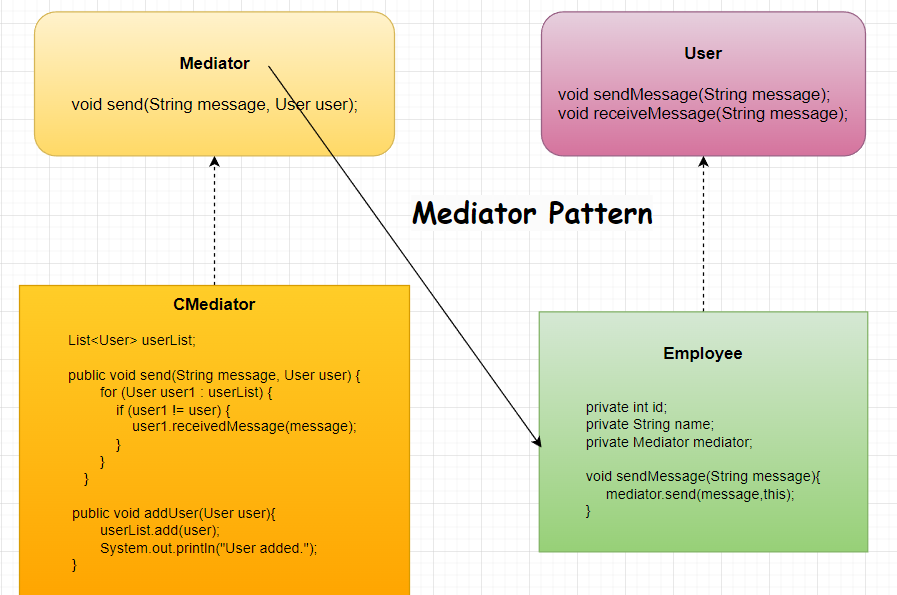 Mediator
void send(String message, User user);
User
void sendMessage(String message);
void receiveMessage(String message);
Mediator Pattern
CMediator
List<User> userList;
public void send(String message, User user) {
for (User user1 : userList) {
if (user1 != user) {
user1.receivedMessage(message);
}
}
}
public void addUser(User user){
userList.add(user);
System.out.println("User added.");
}
Employee
private int id;
private String name;
private Mediator mediator;
void sendMessage(String message){
mediator.send(message,this);
}